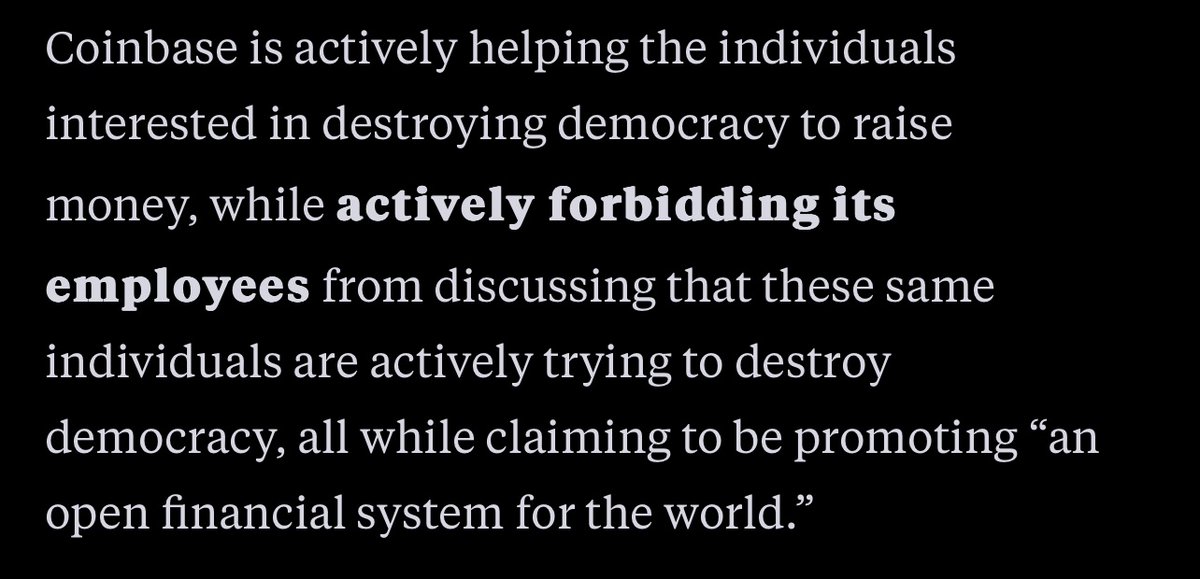 Coinbase is actively helping the individuals
interested in destroying democracy to raise
money, while actively forbidding its
employees from discussing that these same
individuals are actively trying to destroy
democracy, all while claiming to be promoting “an
open financial system for the world.”